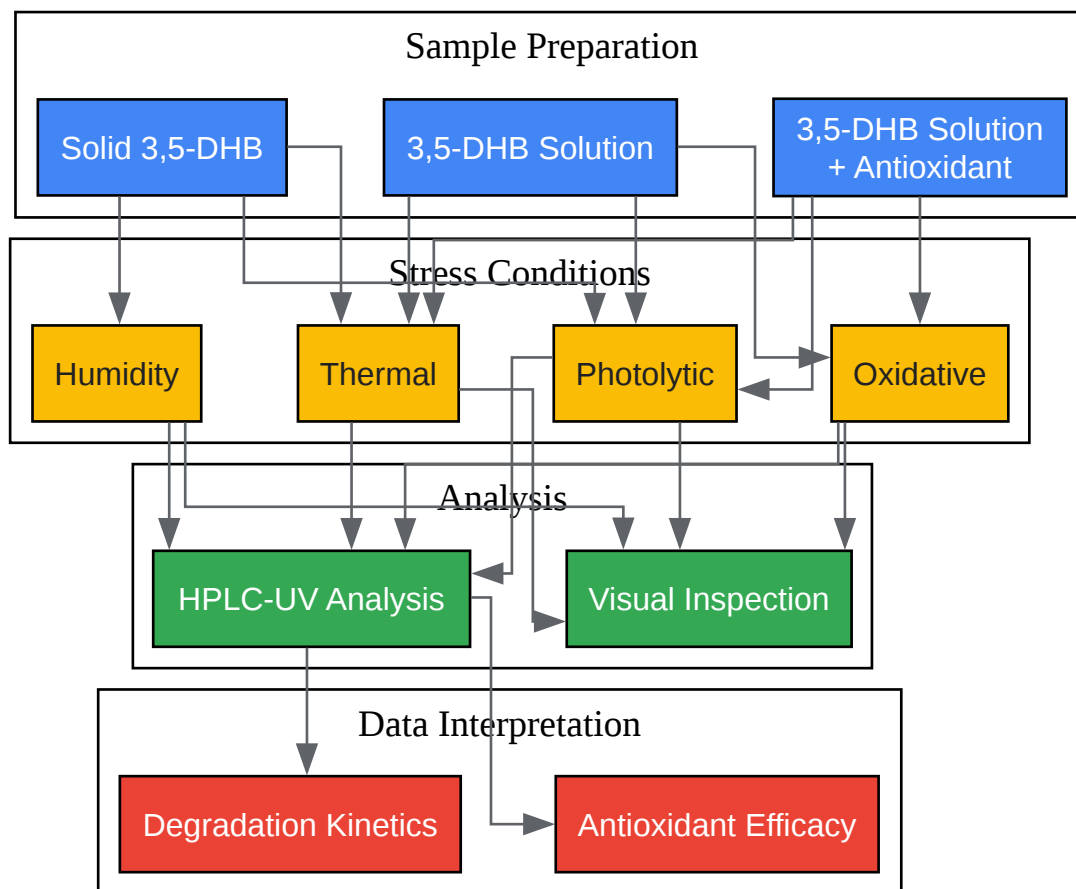 Sample Preparation
Solid 3,5-DHB
3,5-DHB Solution
3,5-DHB Solution
+ Antioxidant
Stress Conditions
Humidity
Thermal
Photolytic
Oxidative
Analysis
HPLC-UV Analysis
Visual Inspection
Data Interpretation
Degradation Kinetics
Antioxidant Efficacy